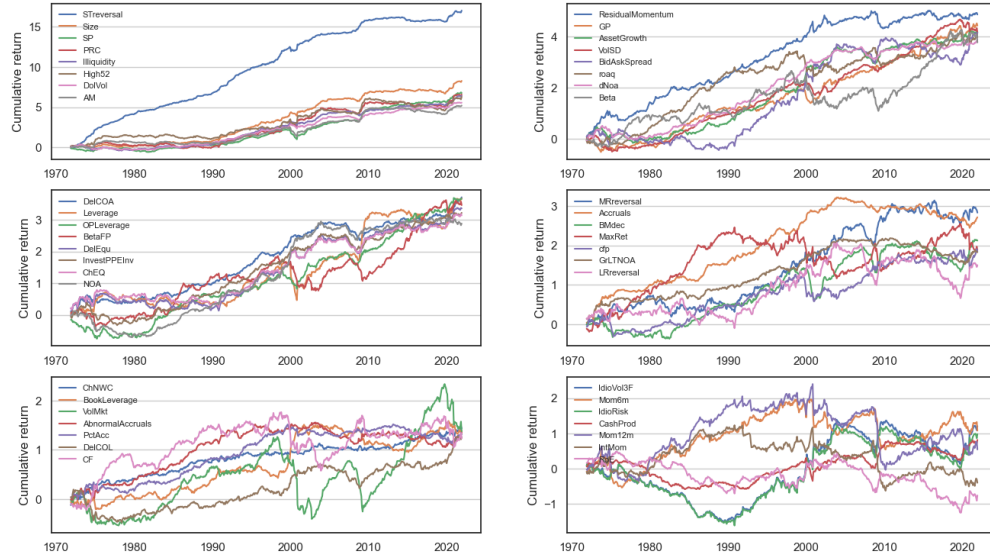 Cumulative return
15
10
5
0
STreversal
Size
SP
PRC
Illiquidity
High52
DolVol
AM
1970 1980 1990 2000 2010 2020
Cumulative return
4
2
0
ResidualMomentum
GP
AssetGrowth
VolSD
BidAskSpread
roaq
dNoa
Beta
1970 1980 1990 2000 2010 2020
Cumulative return
3
2
1
0
DelCOA
Leverage
OPLeverage
BetaFP
DelEqu
InvestPPEInv
ChEQ
NOA
1970 1980 1990 2000 2010 2020
Cumulative return
3
2
1
0
MRreversal
Accruals
BMdec
MaxRet
cfp
GrLTNOA
LRreversal
1970 1980 1990 2000 2010 2020
Cumulative return
2
1
0
ChNWC
BookLeverage
VolMkt
AbnormalAccruals
PctAcc
DelCOL
CF
1970 1980 1990 2000 2010 2020
Cumulative return
2
1
0
−1
IdioVol3F
Mom6m
IdioRisk
CashProd
Mom12m
IntMom
1970 1980 1990 2000 2010 2020